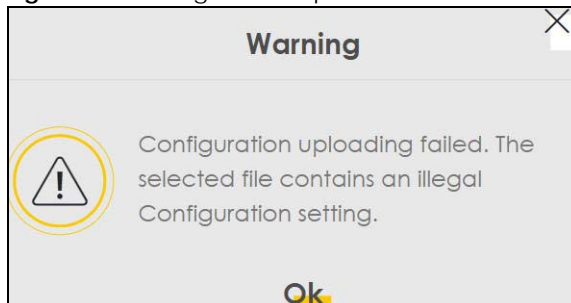 Warning
Configuration uploading failed. The
selected file contains an illegal
Configuration setting.
Ok